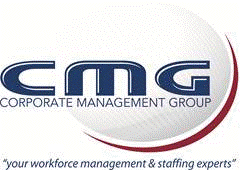 CMG
CORPORATE MANAGEMENT GROUP
"your workforce management & staffing experts"